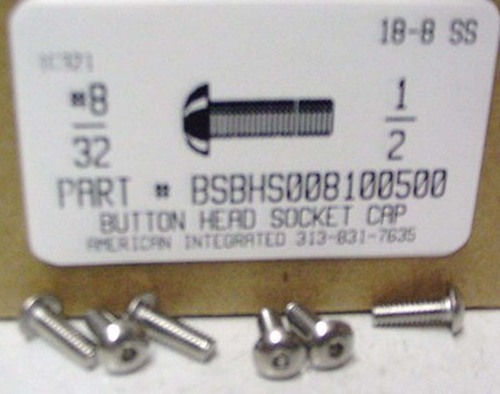 18-8 SS
#8
32
1
2
PART # BSBHS008100500
BUTTON HEAD SOCKET CAP
AMERICAN INTEGRATED 313-831-7635